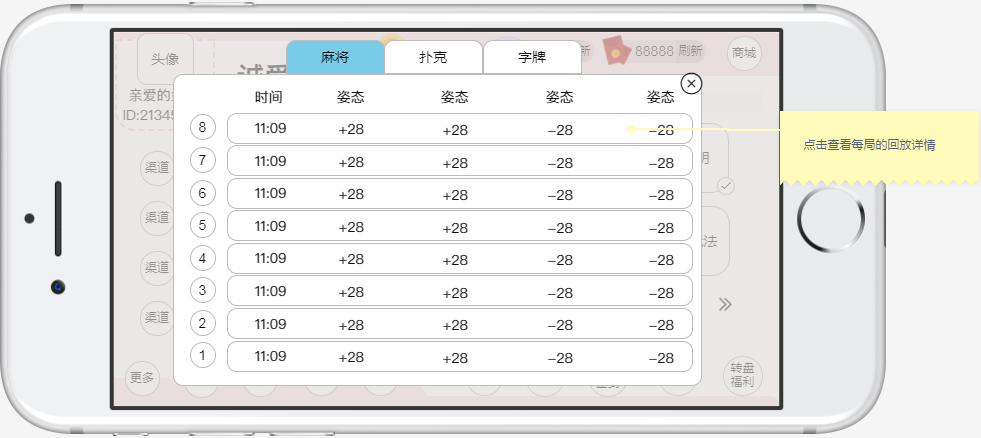 头像
亲爱的
ID:21345
渠道
渠道
渠道
渠道
更多
88888 刷新
商城
麻将
扑克
字牌
时间 姿态 姿态 姿态 姿态
8 11:09 +28 +28 −28 −28
7 11:09 +28 +28 −28 −28
6 11:09 +28 +28 −28 −28
5 11:09 +28 +28 −28 −28
4 11:09 +28 +28 −28 −28
3 11:09 +28 +28 −28 −28
2 11:09 +28 +28 −28 −28
1 11:09 +28 +28 −28 −28
点击查看每局的回放详情
转盘
福利